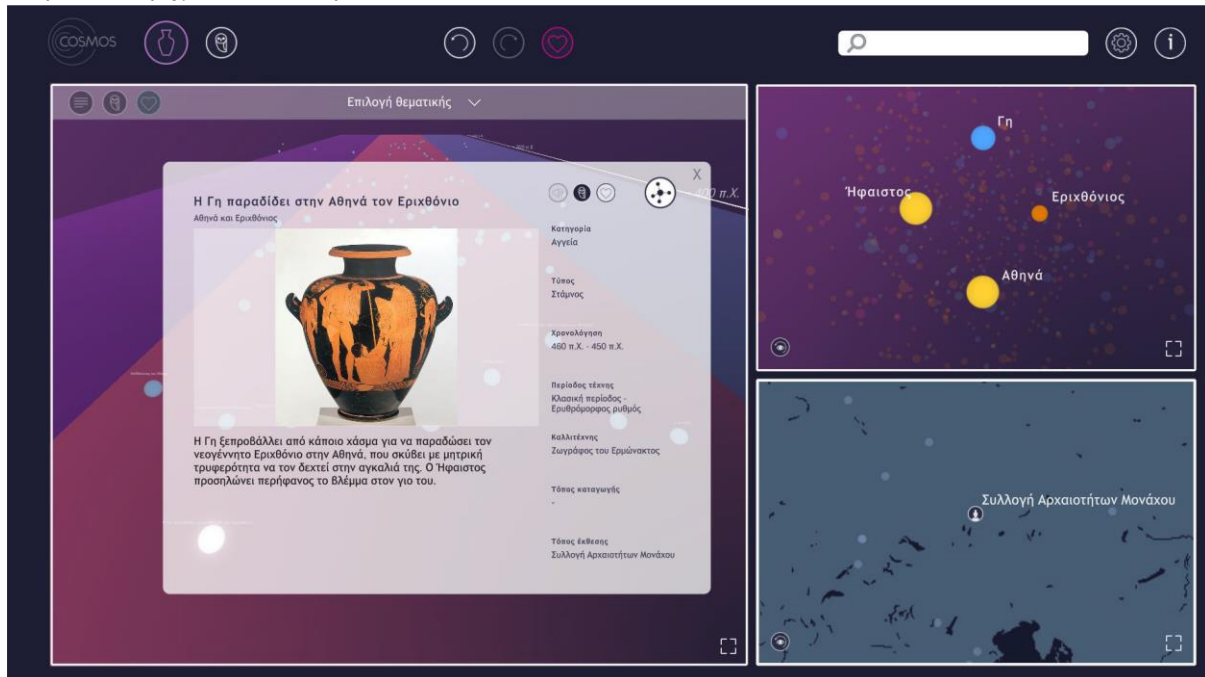 COSMOS
i
Επιλογή θεματικής
400 π.Χ.
X
Η Γη παραδίδει στην Αθηνά τον Εριχθόνιο
Αθηνά και Εριχθόνιος
Η Γη ξεπροβάλλει από κάποιο χάσμα για να παραδώσει τον
νεογέννητο Εριχθόνιο στην Αθηνά, που σκύβει με μητρική
τρυφερότητα να τον δεχτεί στην αγκαλιά της. Ο Ήφαιστος
προσηλώνει περήφανος το βλέμμα στον γιο του.
Κατηγορία
Αγγεία
Τύπος
Στάμνος
Χρονολόγηση
460 π.Χ. - 450 π.Χ.
Περίοδος τέχνης
Κλασική περίοδος -
Ερυθρόμορφος ρυθμός
Καλλιτέχνης
Ζωγράφος του Ερμώνακτος
Τόπος καταγωγής
-
Τόπος έκθεσης
Συλλογή Αρχαιοτήτων Μονάχου
Γη
Ήφαιστος
Εριχθόνιος
Αθηνά
Συλλογή Αρχαιοτήτων Μονάχου